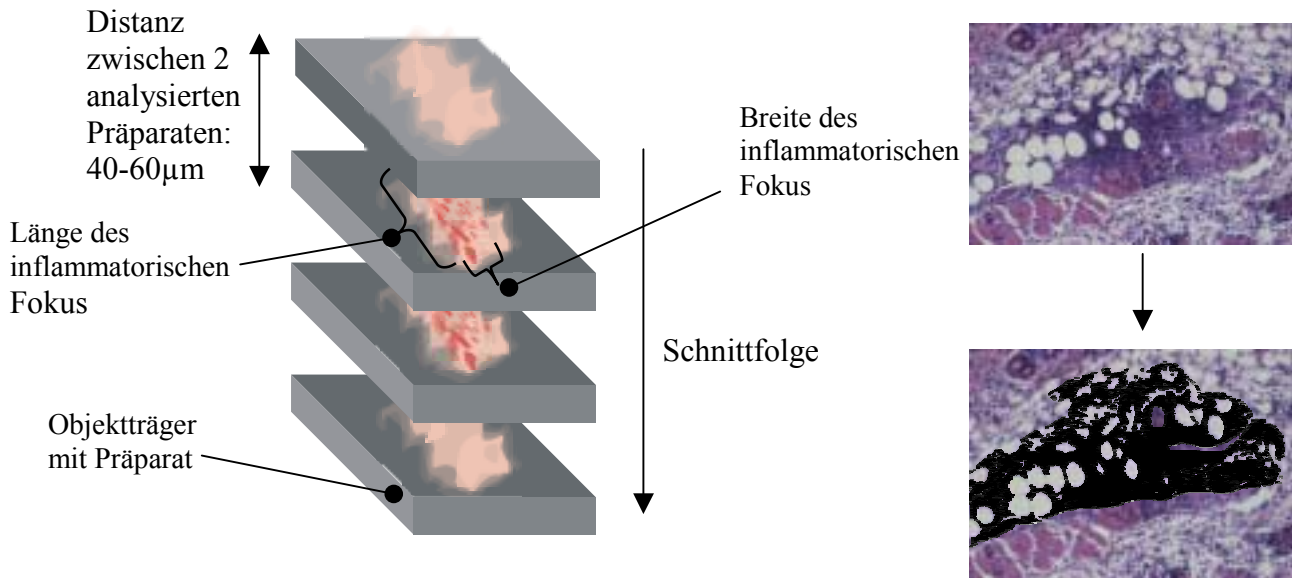 Distanz
zwischen 2
analysierten
Präparaten:
40-60µm
Breite des
inflammatorischen
Fokus
Länge des
inflammatorischen
Fokus
Schnittfolge
Objektträger
mit Präparat